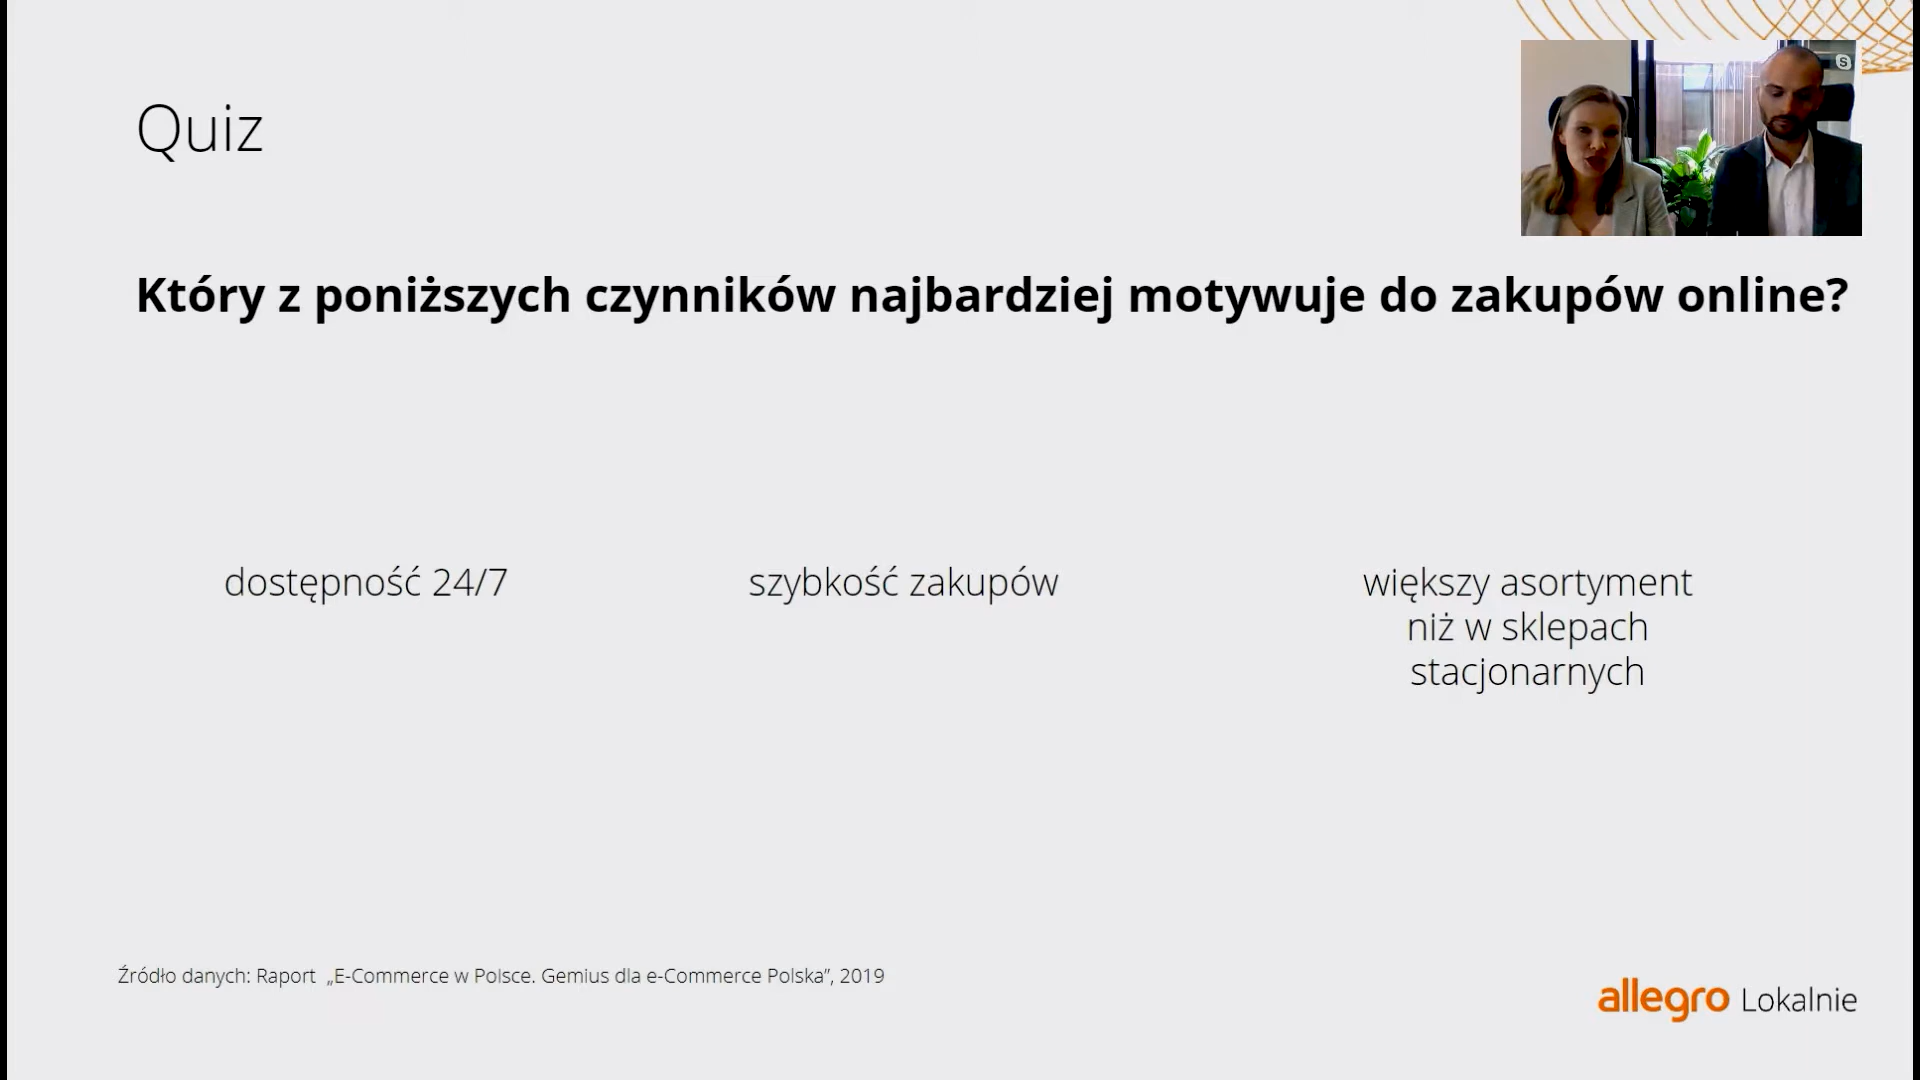 Quiz
Który z poniższych czynników najbardziej motywuje do zakupów online?
dostępność 24/7
szybkość zakupów
większy asortyment
niż w sklepach
stacjonarnych
Źródło danych: Raport „E-Commerce w Polsce. Gemius dla e-Commerce Polska”, 2019
allegro Lokalnie